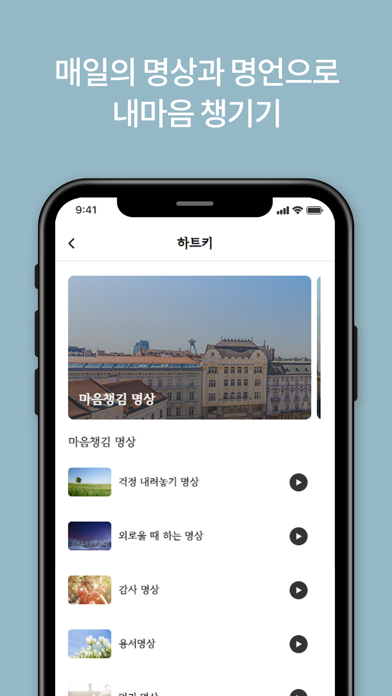 매일의 명상과 명언으로
내마음 챙기기
9:41
하트키
마음챙김 명상
마음챙김 명상
걱정 내려놓기 명상
외로울 때 하는 명상
감사 명상
용서명상
명상